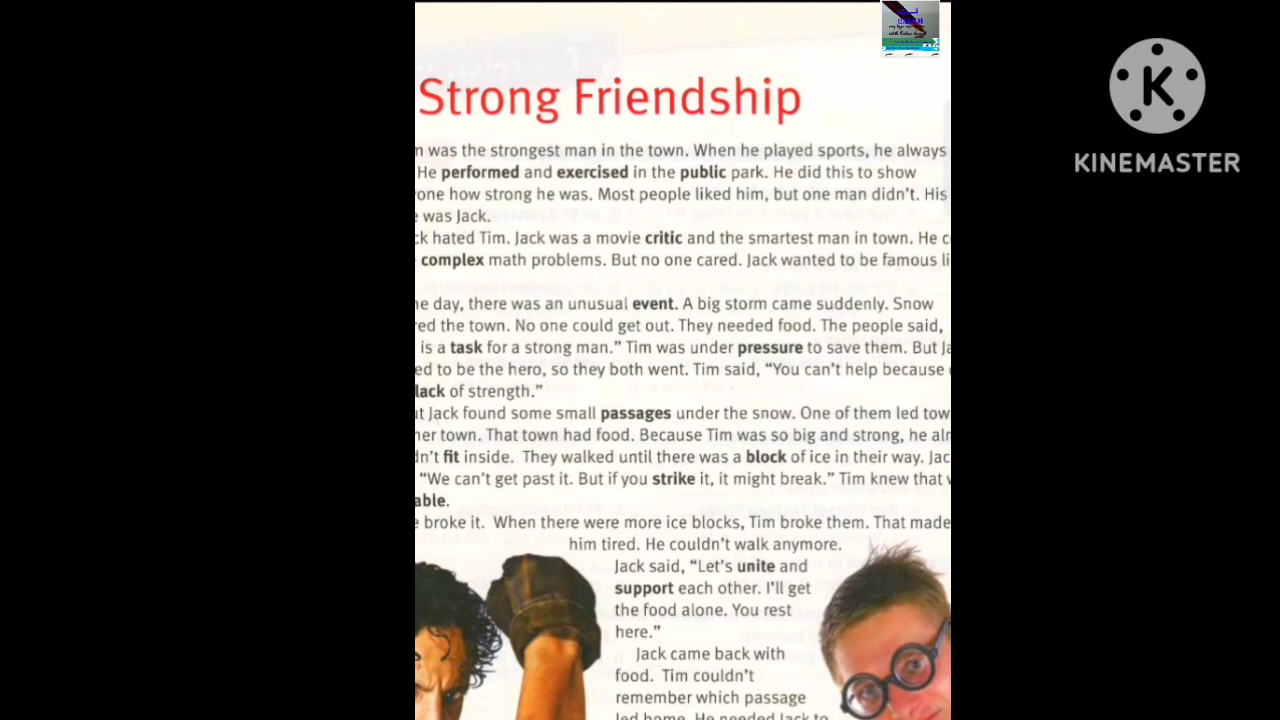 Strong Friendship
n was the strongest man in the town. When he played sports, he always
He performed and exercised in the public park. He did this to show
one how strong he was. Most people liked him, but one man didn't. His
was Jack.
ck hated Tim. Jack was a movie critic and the smartest man in town. He c
complex math problems. But no one cared. Jack wanted to be famous li
ne day, there was an unusual event. A big storm came suddenly. Snow
red the town. No one could get out. They needed food. The people said,
is a task for a strong man." Tim was under pressure to save them. But Ja
ed to be the hero, so they both went. Tim said, "You can't help because
lack of strength."
ut Jack found some small passages under the snow. One of them led tow
her town. That town had food. Because Tim was so big and strong, he alm
dn't fit inside. They walked until there was a block of ice in their way. Jac
"We can't get past it. But if you strike it, it might break." Tim knew that w
able.
e broke it. When there were more ice blocks, Tim broke them. That made
him tired. He couldn't walk anymore.
Jack said, "Let's unite and
support each other. I'll get
the food alone. You rest
here."
Jack came back with
food. Tim couldn't
remember which passage
led home. He needed Jack to
KINEMASTER